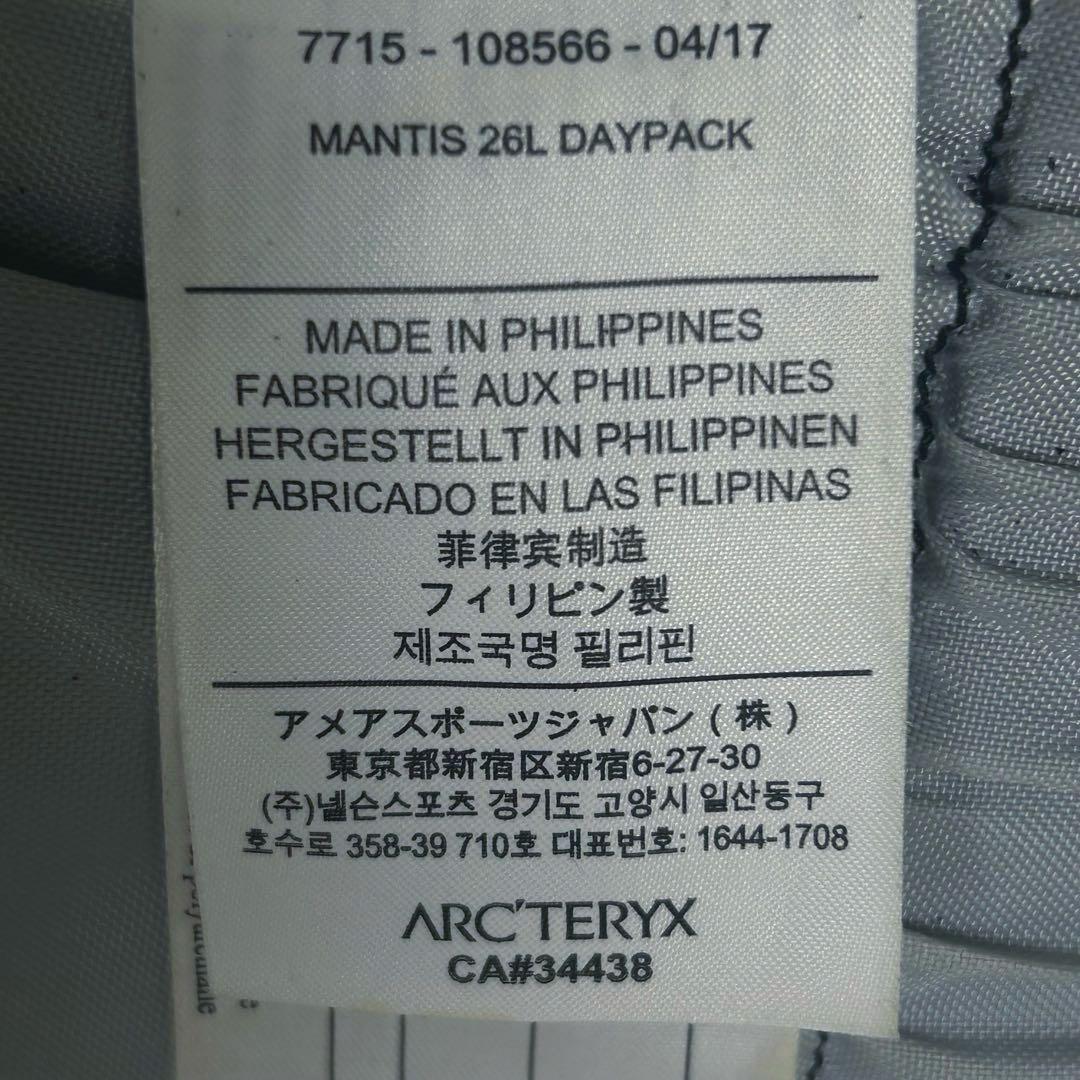 7715 - 108566 - 04/17
MANTIS 26L DAYPACK
MADE IN PHILIPPINES
FABRIQUÉ AUX PHILIPPINES
HERGESTELLT IN PHILIPPINEN
FABRICADO EN LAS FILIPINAS
菲律宾制造
フィリピン製
제조국명 필리핀
アメアスポーツジャパン(株)
東京都新宿区新宿6-27-30
(주)넬슨스포츠 경기도 고양시 일산동구
호수로 358-39 710호 대표번호: 1644-1708
ARC'TERYX
CA#34438